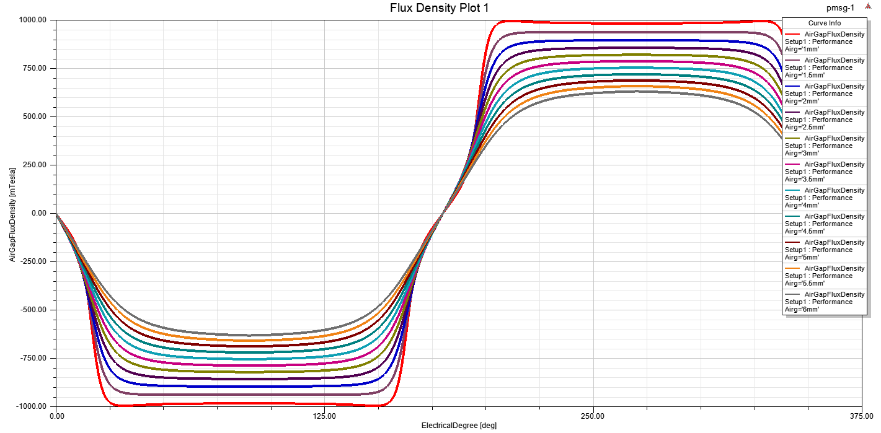 Flux Density Plot 1
pmsg-1
Curve Info
AirGapFluxDensity
Setup1 : Performance
Airg='1mm'
AirGapFluxDensity
Setup1 : Performance
Airg='1.5mm'
AirGapFluxDensity
Setup1 : Performance
Airg='2mm'
AirGapFluxDensity
Setup1 : Performance
Airg='2.5mm'
AirGapFluxDensity
Setup1 : Performance
Airg='3mm'
AirGapFluxDensity
Setup1 : Performance
Airg='3.5mm'
AirGapFluxDensity
Setup1 : Performance
Airg='4mm'
AirGapFluxDensity
Setup1 : Performance
Airg='4.5mm'
AirGapFluxDensity
Setup1 : Performance
Airg='5mm'
AirGapFluxDensity
Setup1 : Performance
Airg='5.5mm'
AirGapFluxDensity
Setup1 : Performance
Airg='6mm'
AirGapFluxDensity [mTesla]
1000.00
750.00
500.00
250.00
0.00
-250.00
-500.00
-750.00
-1000.00
0.00
125.00
250.00
375.00
ElectricalDegree [deg]